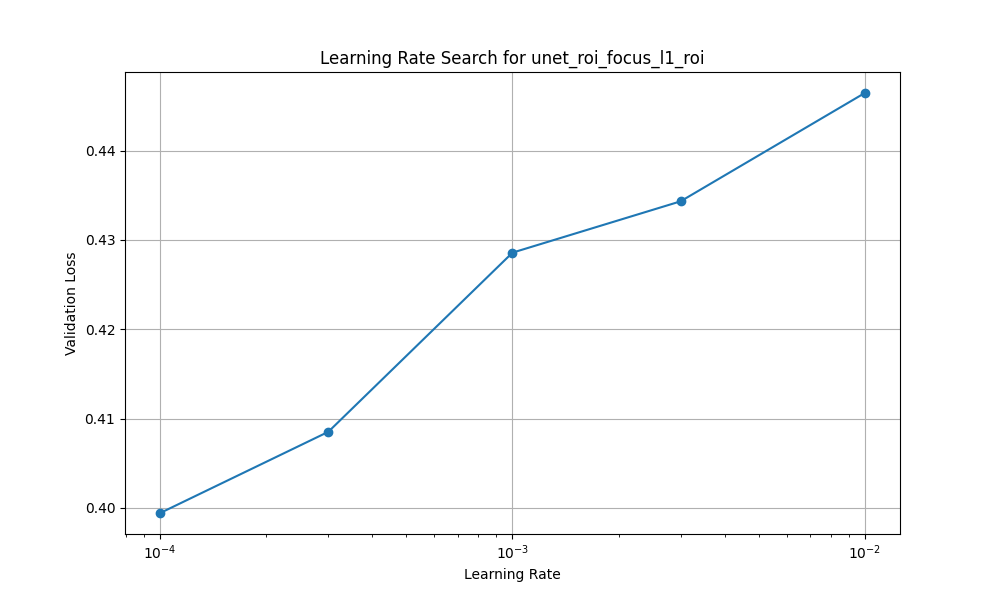 Learning Rate Search for unet_roi_focus_l1_roi
Validation Loss
0.44
0.43
0.42
0.41
0.40
10⁻⁴ 10⁻³ 10⁻²
Learning Rate